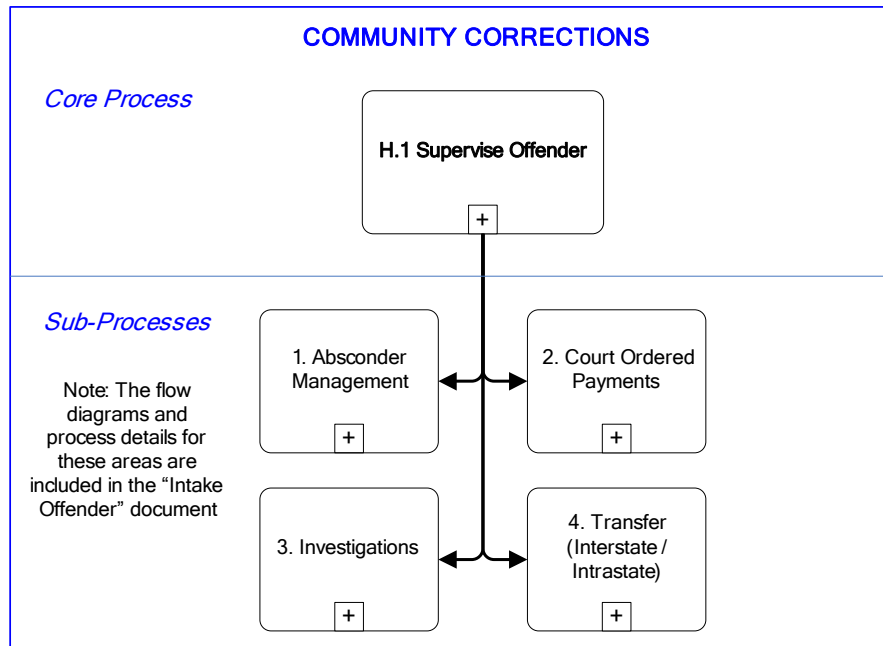 COMMUNITY CORRECTIONS
Core Process
H.1 Supervise Offender
+
Sub-Processes
Note: The flow
diagrams and
process details for
these areas are
included in the “Intake
Offender” document
1. Absconder
Management
+
2. Court Ordered
Payments
+
3. Investigations
+
4. Transfer
(Interstate /
Intrastate)
+